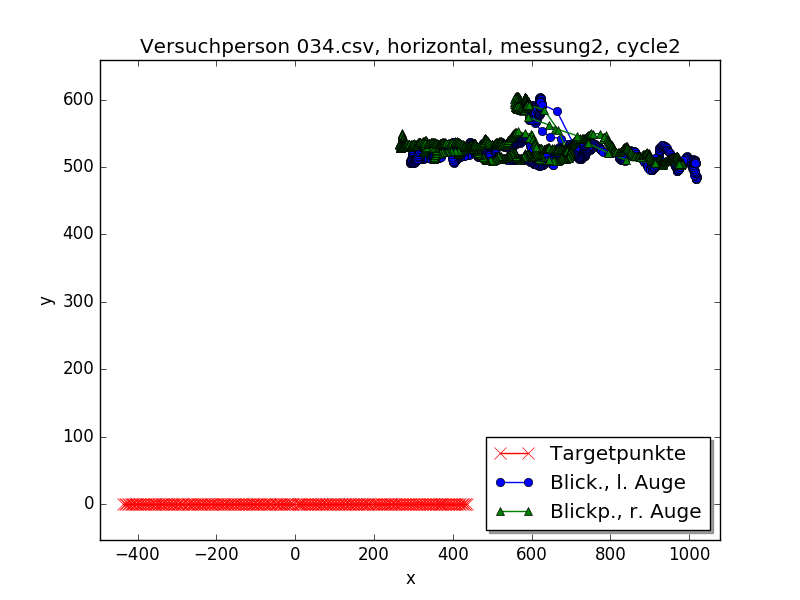 Versuchperson 034.csv, horizontal, messung2, cycle2
600
500
400
300
200
100
0
y
−400 −200 0 200 400 600 800 1000
x
Targetpunkte
Blick., l. Auge
Blickp., r. Auge